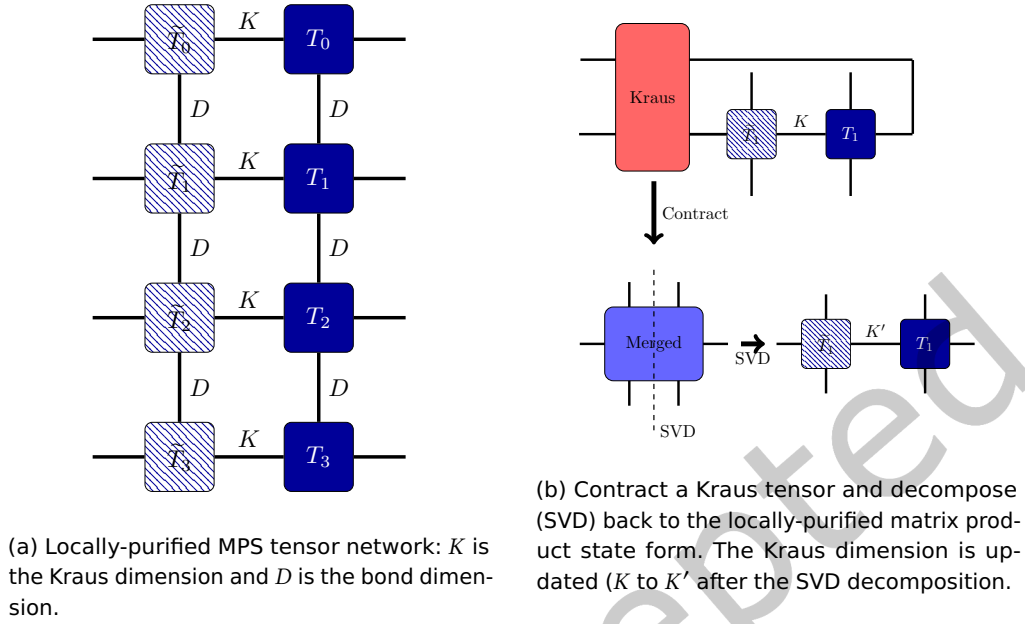 T̃₀ K T₀
D D
T̃₁ K T₁
D D
T̃₂ K T₂
D D
T̃₃ K T₃
(a) Locally-purified MPS tensor network: K is
the Kraus dimension and D is the bond dimen-
sion.
Kraus
T̃₁ K T₁
Contract
Merged
SVD
SVD
T̃₁ K′ T₁
(b) Contract a Kraus tensor and decompose
(SVD) back to the locally-purified matrix prod-
uct state form. The Kraus dimension is up-
dated (K to K′ after the SVD decomposition.